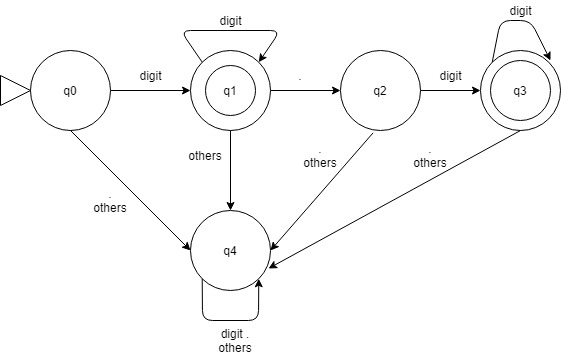 digit
digit
q0
digit
q1
.
q2
digit
q3
others
.
others
.
others
.
others
q4
digit .
others